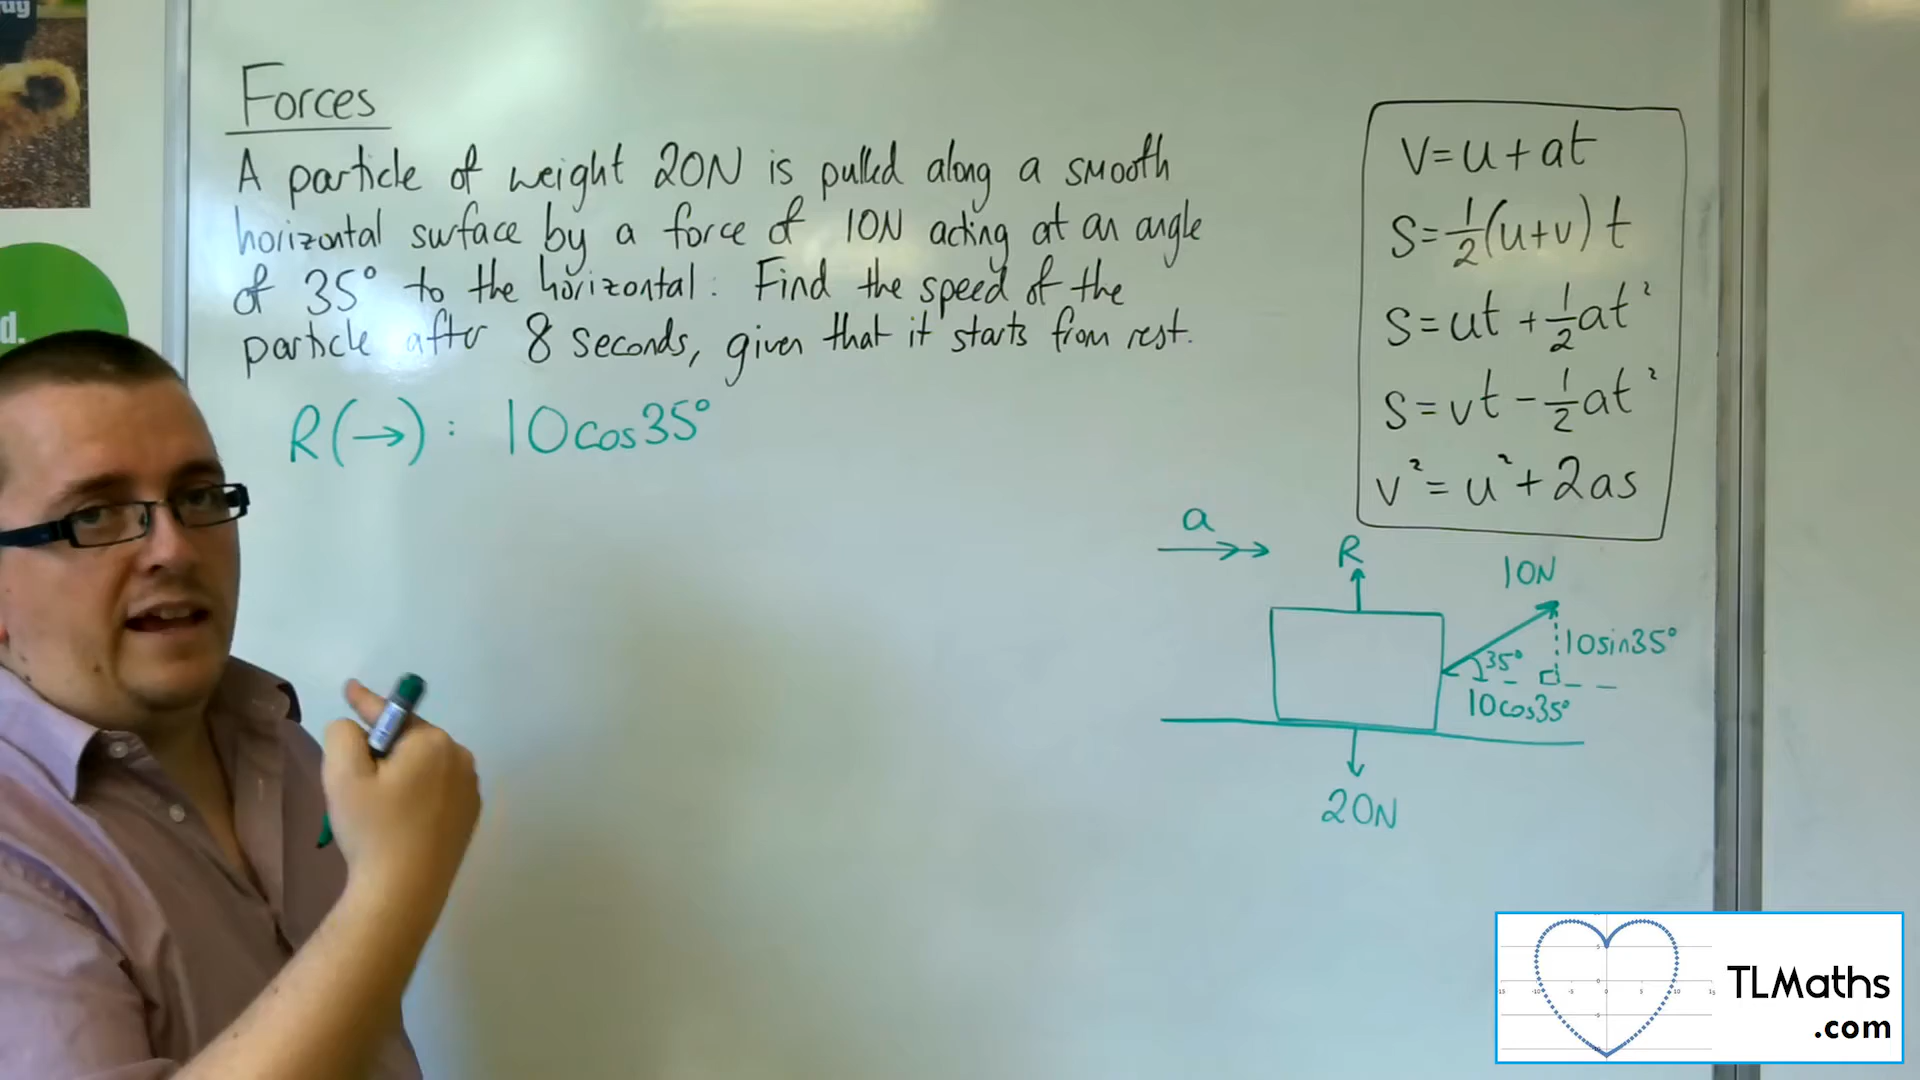 Forces
A particle of weight 20N is pulled along a smooth
horizontal surface by a force of 10N acting at an angle
of 35° to the horizontal. Find the speed of the
particle after 8 seconds, given that it starts from rest.
R(→): 10cos35°
v=u+at
s=½(u+v)t
s=ut+½at²
s=vt-½at²
v²=u²+2as
a
R
10N
10sin35°
35°
10cos35°
20N
d.
TLMaths
.com